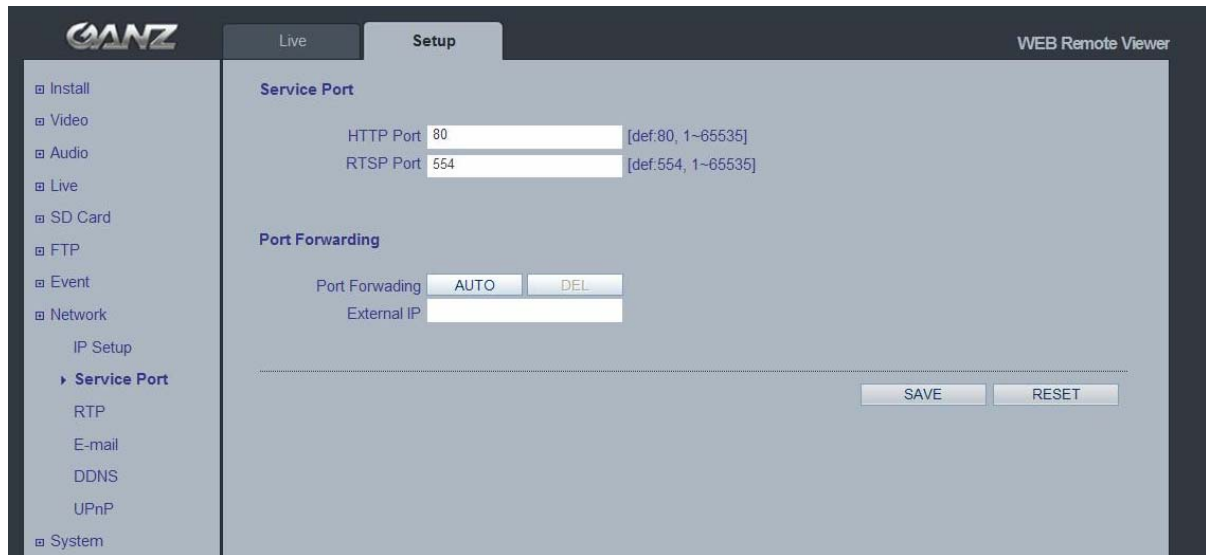 GANZ
Live
Setup
WEB Remote Viewer
Install
Video
Audio
Live
SD Card
FTP
Event
Network
IP Setup
Service Port
RTP
E-mail
DDNS
UPnP
System
Service Port
HTTP Port 80 [def:80, 1~65535]
RTSP Port 554 [def:554, 1~65535]
Port Forwarding
Port Forwading AUTO DEL
External IP
SAVE RESET